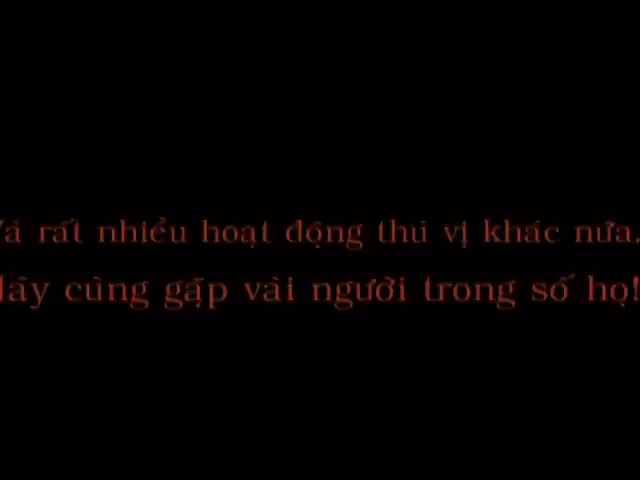 Và rất nhiều hoạt động thú vị khác nữa.
Hãy cùng gặp vài người trong số họ!